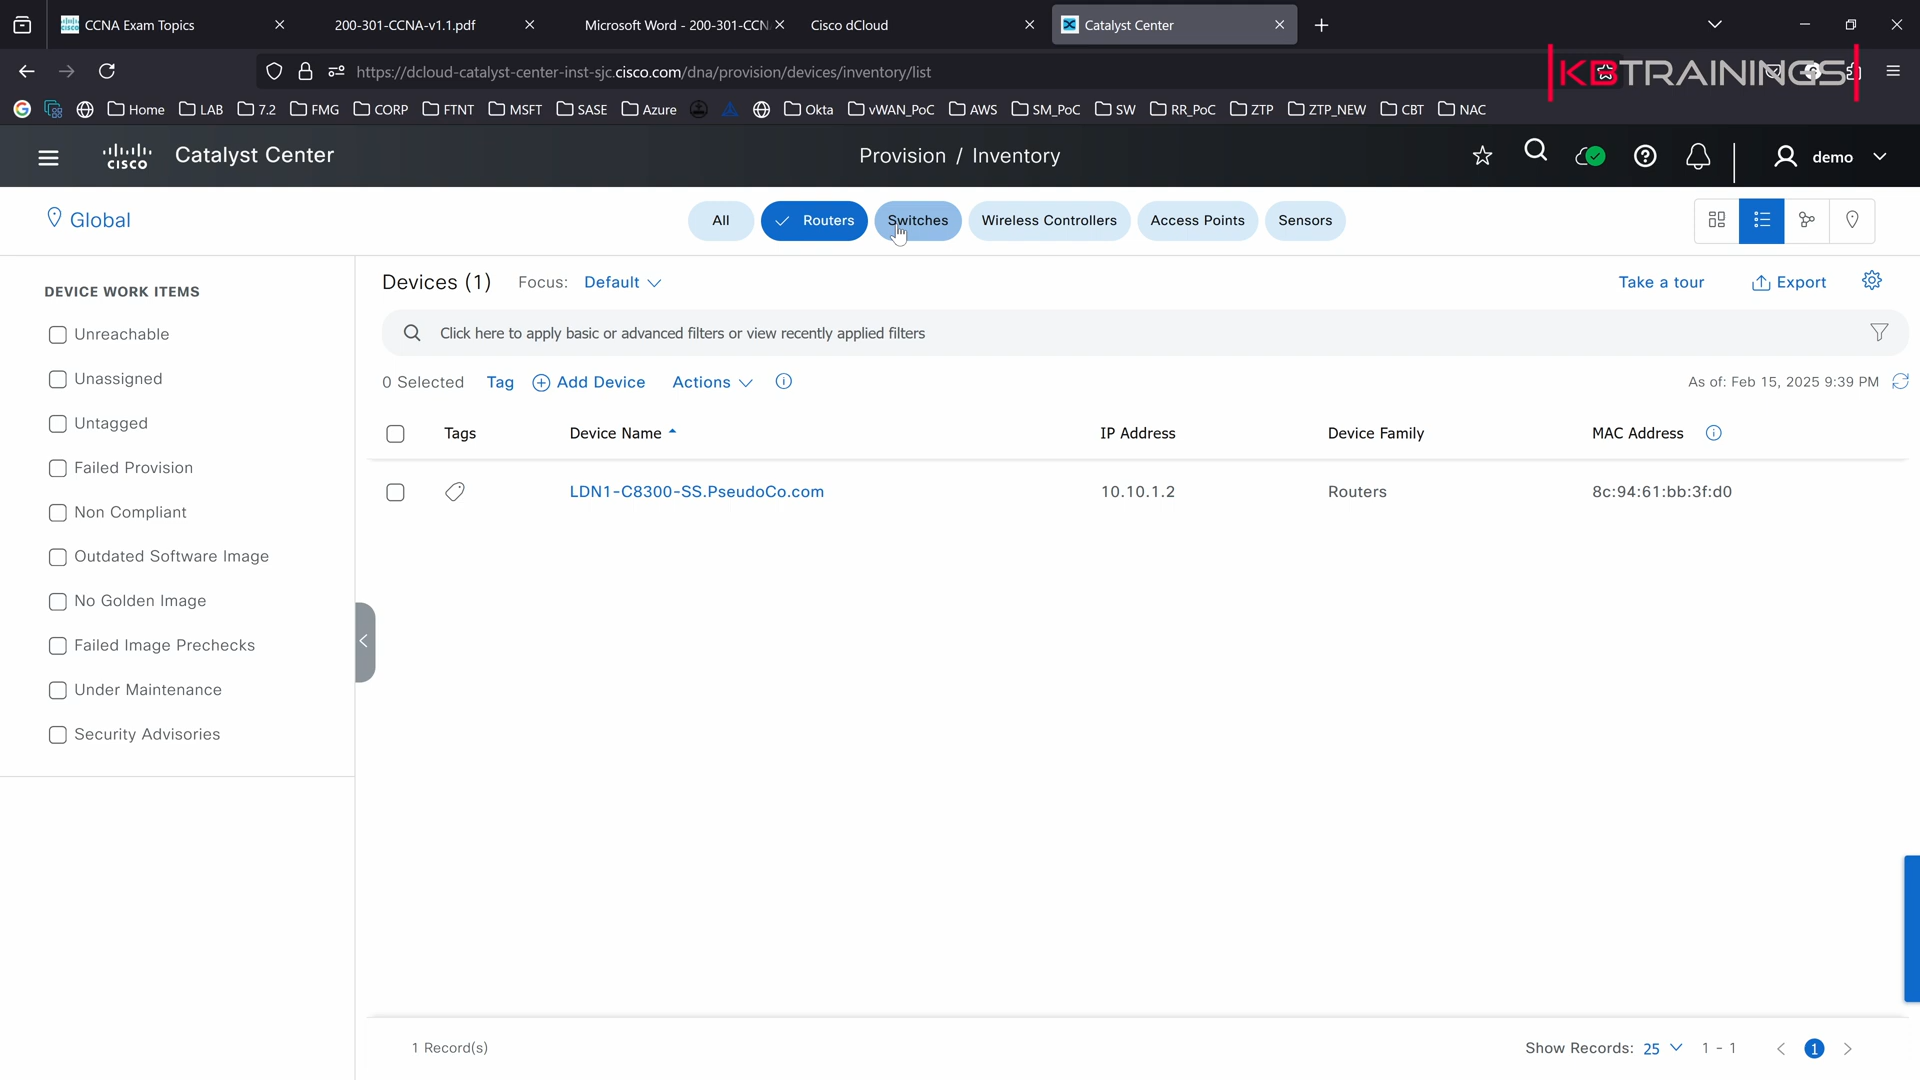 CCNA Exam Topics
200-301-CCNA-v1.1.pdf
Microsoft Word - 200-301-CCN
Cisco dCloud
Catalyst Center
https://dcloud-catalyst-center-inst-sjc.cisco.com/dna/provision/devices/inventory/list
KBTRAININGS
Home LAB 7.2 FMG CORP FTNT MSFT SASE Azure Okta vWAN_PoC AWS SM_PoC SW RR_PoC ZTP ZTP_NEW CBT NAC
cisco Catalyst Center
Provision / Inventory
demo
Global
All Routers Switches Wireless Controllers Access Points Sensors
DEVICE WORK ITEMS
Unreachable
Unassigned
Untagged
Failed Provision
Non Compliant
Outdated Software Image
No Golden Image
Failed Image Prechecks
Under Maintenance
Security Advisories
Devices (1) Focus: Default
Take a tour Export
Click here to apply basic or advanced filters or view recently applied filters
0 Selected Tag Add Device Actions
As of: Feb 15, 2025 9:39 PM
Tags Device Name IP Address Device Family MAC Address
LDN1-C8300-SS.PseudoCo.com 10.10.1.2 Routers 8c:94:61:bb:3f:d0
1 Record(s)
Show Records: 25 1 - 1 1